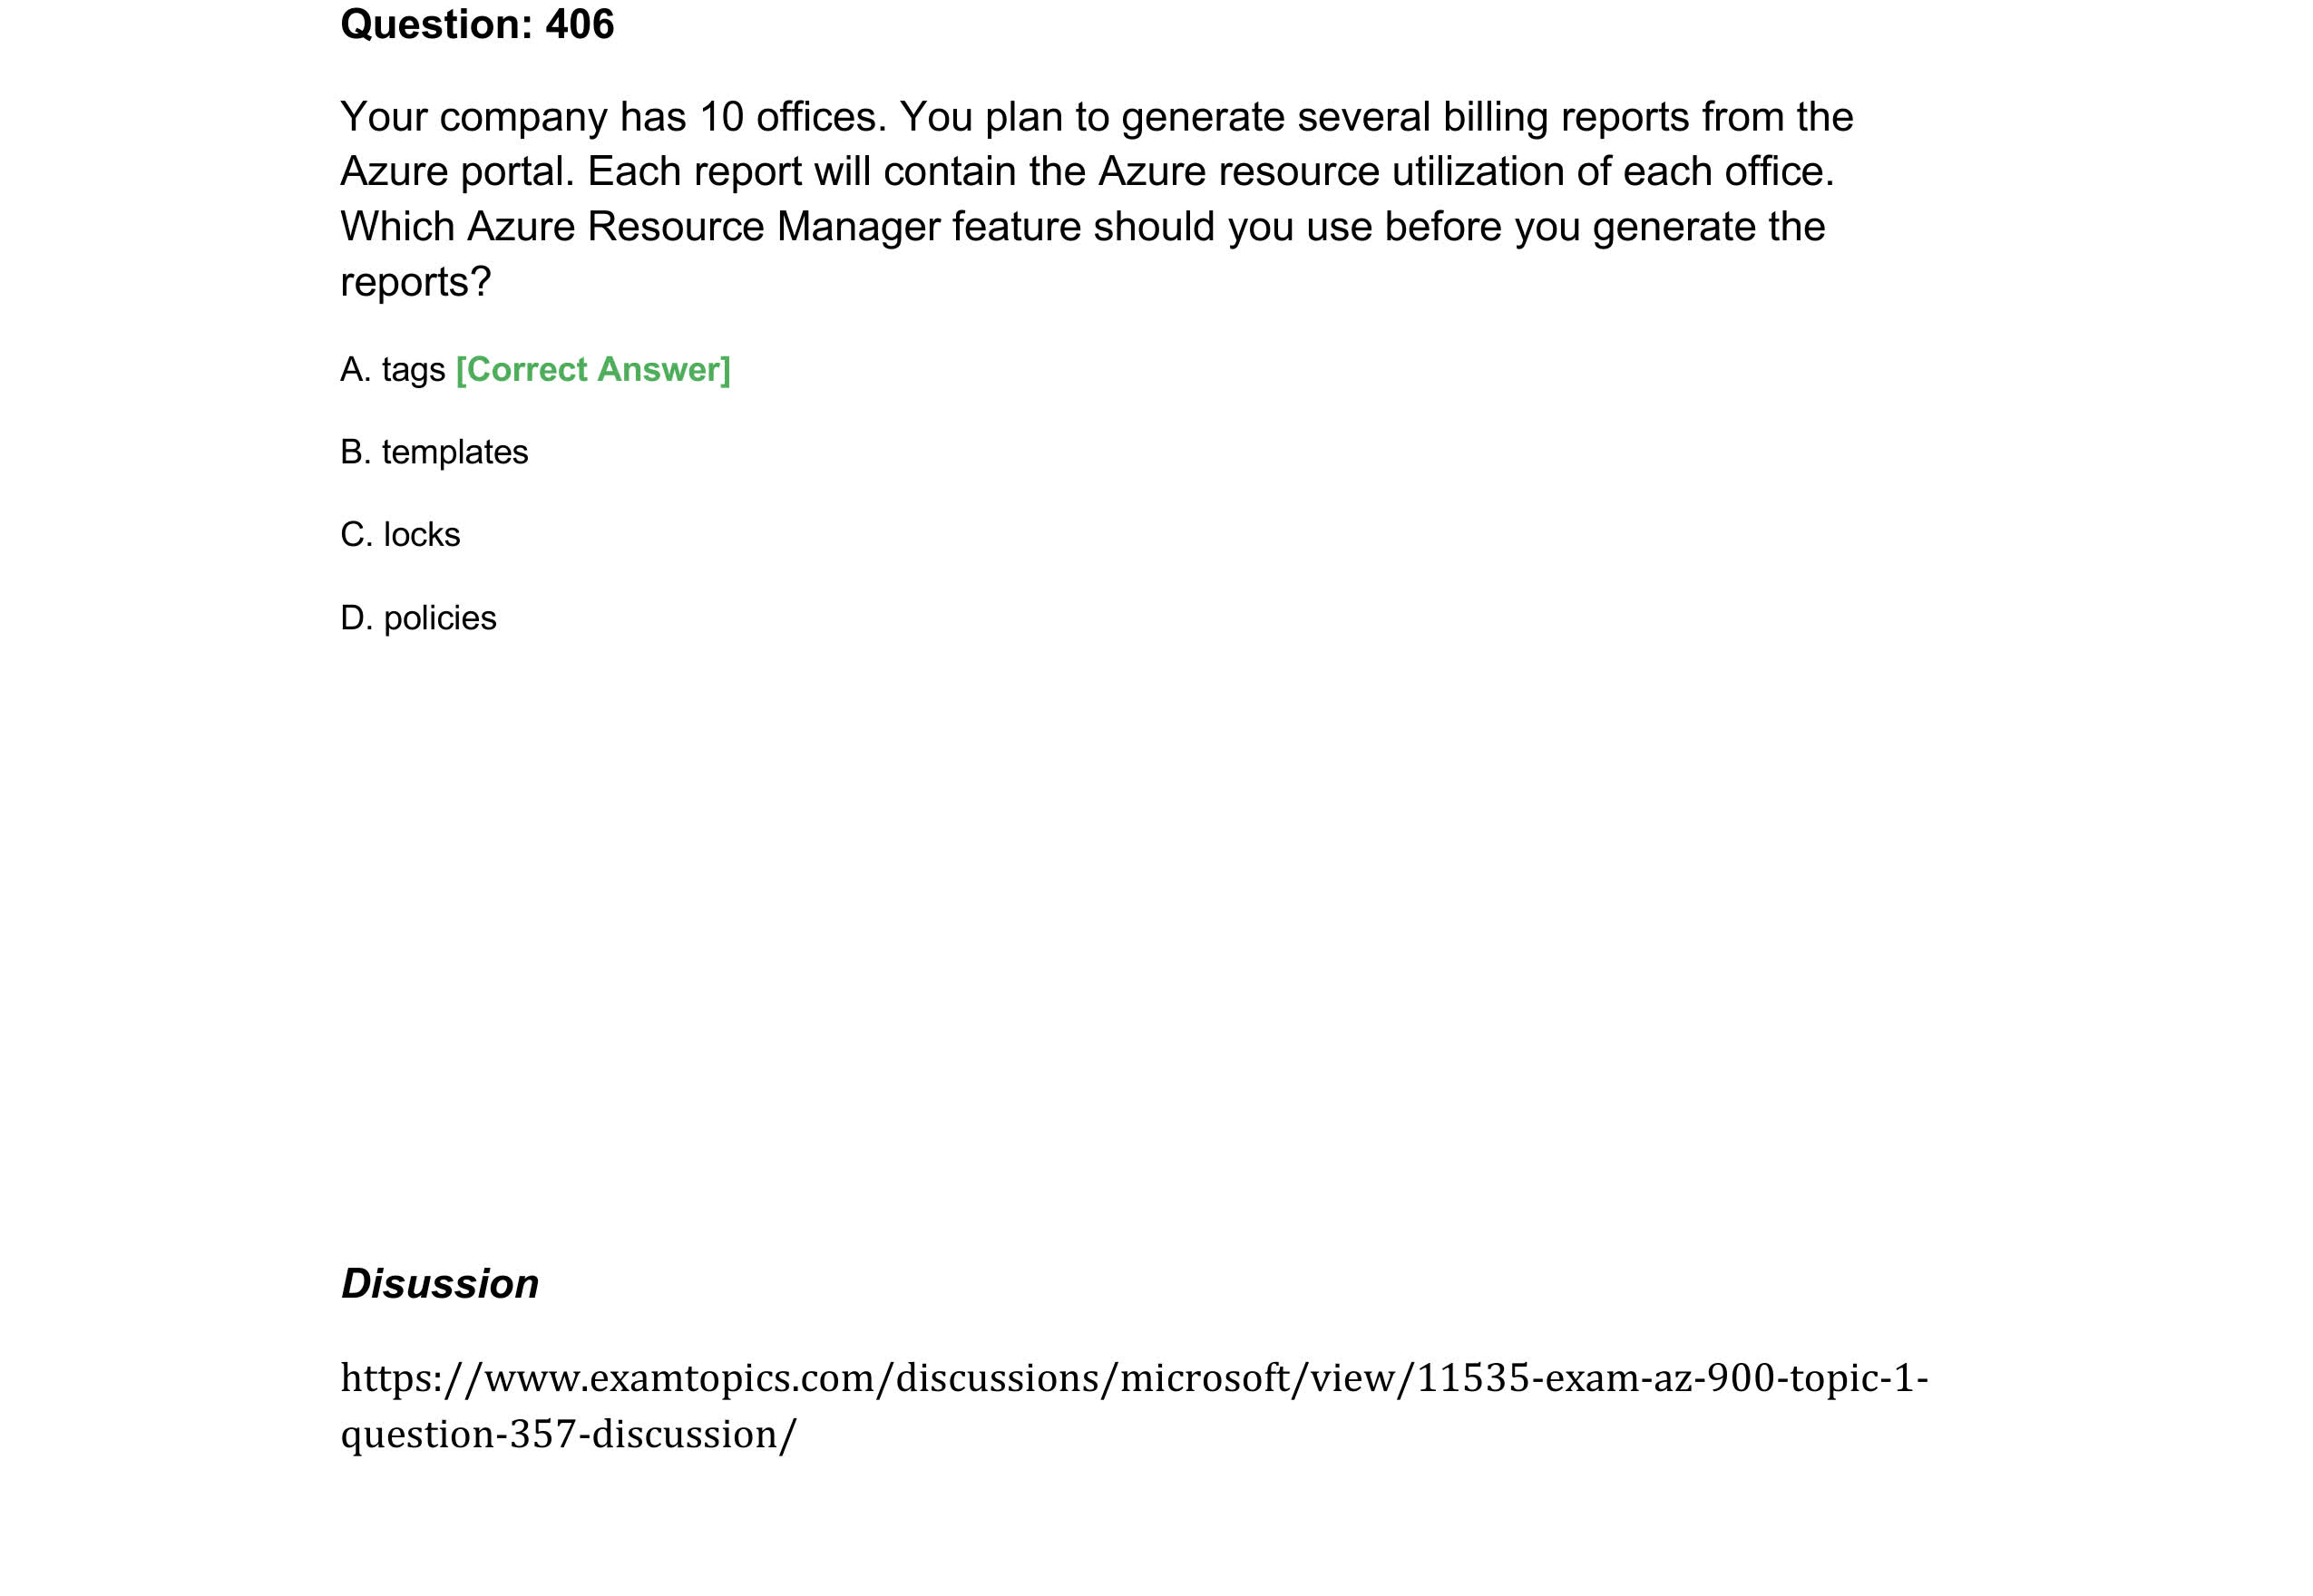 Question: 406
Your company has 10 offices. You plan to generate several billing reports from the
Azure portal. Each report will contain the Azure resource utilization of each office.
Which Azure Resource Manager feature should you use before you generate the
reports?
A. tags [Correct Answer]
B. templates
C. locks
D. policies
Disussion
https://www.examtopics.com/discussions/microsoft/view/11535-exam-az-900-topic-1-
question-357-discussion/